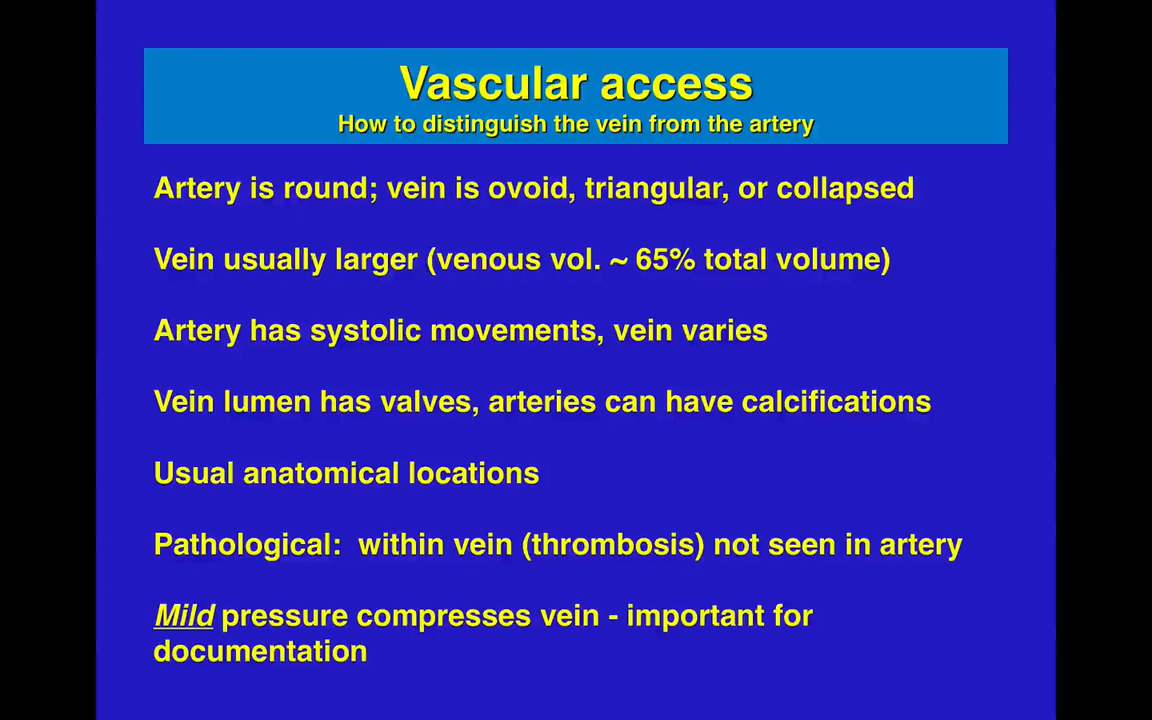 Vascular access
How to distinguish the vein from the artery
Artery is round; vein is ovoid, triangular, or collapsed
Vein usually larger (venous vol. ~ 65% total volume)
Artery has systolic movements, vein varies
Vein lumen has valves, arteries can have calcifications
Usual anatomical locations
Pathological:  within vein (thrombosis) not seen in artery
Mild pressure compresses vein - important for
documentation